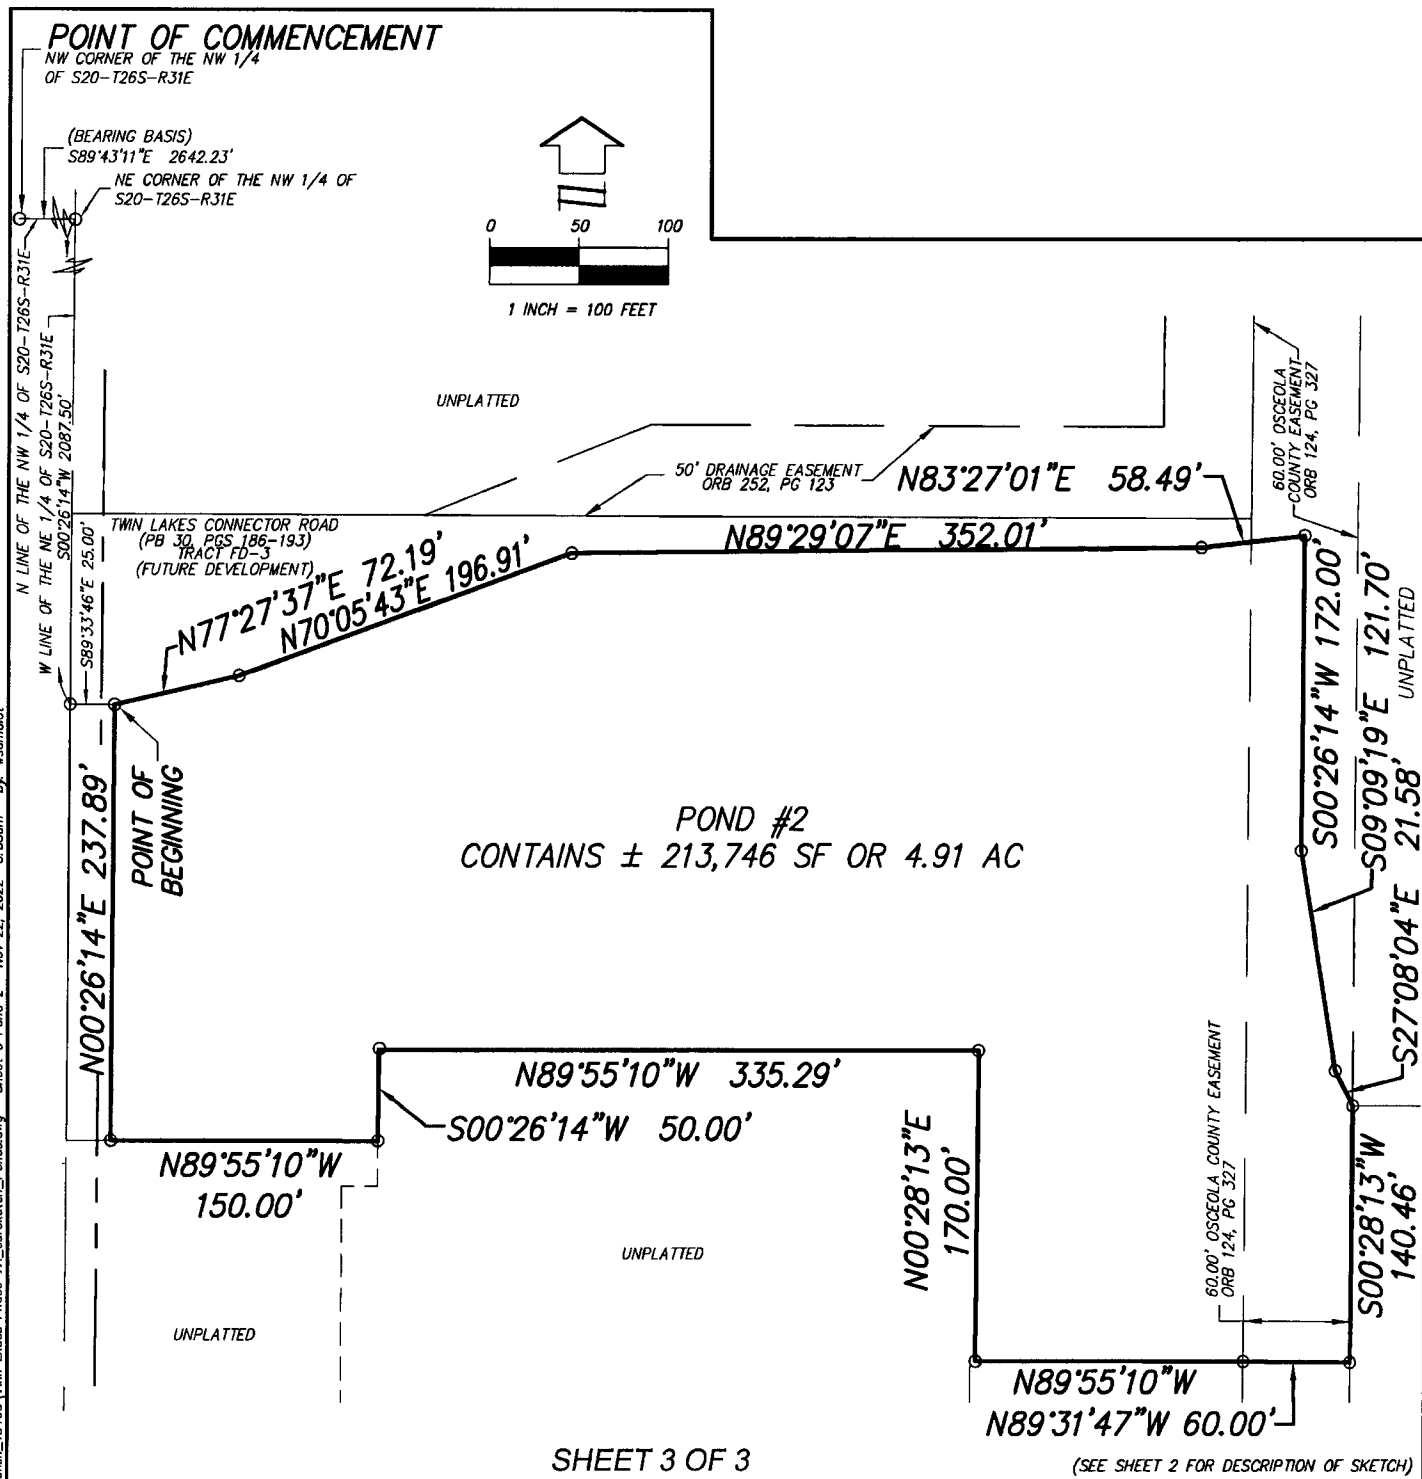 POINT OF COMMENCEMENT
NW CORNER OF THE NW 1/4
OF S20-T26S-R31E
(BEARING BASIS)
S89°43'11"E 2642.23'
NE CORNER OF THE NW 1/4 OF
S20-T26S-R31E
0 50 100
1 INCH = 100 FEET
N LINE OF THE NW 1/4 OF S20-T26S-R31E
W LINE OF THE NE 1/4 OF S20-T26S-R31E
S00°26'14"W 2087.50'
S89°33'46"E 25.00'
UNPLATTED
60.00' OSCEOLA
COUNTY EASEMENT
ORB 124, PG 327
50' DRAINAGE EASEMENT
ORB 252, PG 123
N83°27'01"E 58.49'
TWIN LAKES CONNECTOR ROAD
(PB 30, PGS 186-193)
TRACT FD-3
(FUTURE DEVELOPMENT)
N89°29'07"E 352.01'
N77°27'37"E 72.19'
N70°05'43"E 196.91'
S00°26'14"W 172.00'
S09°09'19"E 121.70'
UNPLATTED
S27°08'04"E 21.58'
POINT OF
BEGINNING
N00°26'14"E 237.89'
POND #2
CONTAINS ± 213,746 SF OR 4.91 AC
N89°55'10"W 335.29'
S00°26'14"W 50.00'
N89°55'10"W
150.00'
N00°28'13"E
170.00'
60.00' OSCEOLA COUNTY EASEMENT
ORB 124, PG 327
S00°28'13"W
140.46'
UNPLATTED
UNPLATTED
N89°55'10"W
N89°31'47"W 60.00'
SHEET 3 OF 3
(SEE SHEET 2 FOR DESCRIPTION OF SKETCH)